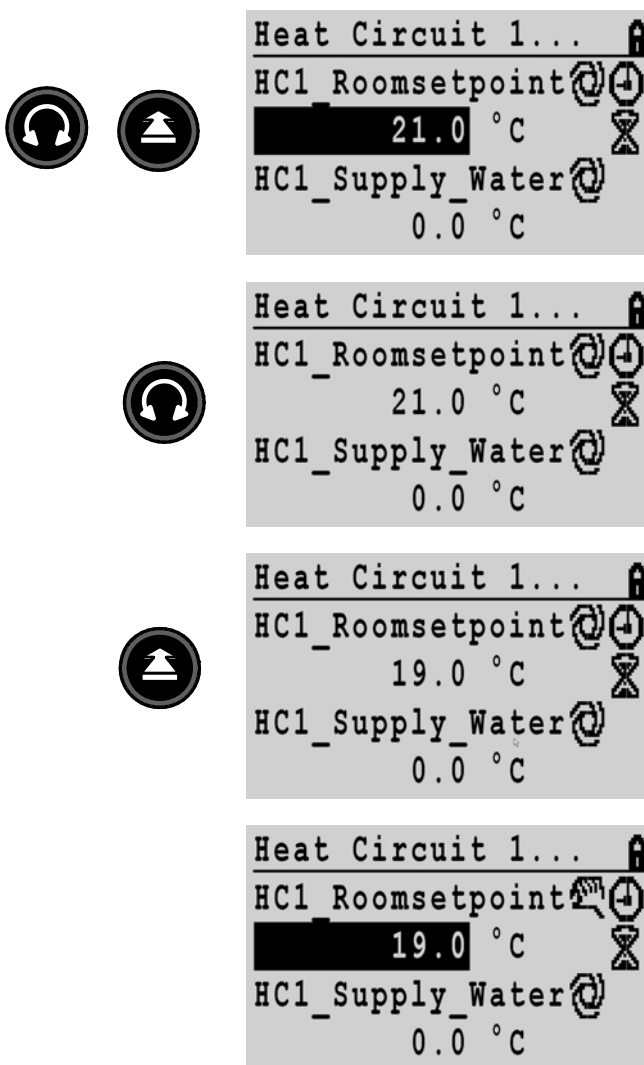 Heat Circuit 1...
HC1_Roomsetpoint
21.0 °C
HC1_Supply_Water
0.0 °C
Heat Circuit 1...
HC1_Roomsetpoint
21.0 °C
HC1_Supply_Water
0.0 °C
Heat Circuit 1...
HC1_Roomsetpoint
19.0 °C
HC1_Supply_Water
0.0 °C
Heat Circuit 1...
HC1_Roomsetpoint
19.0 °C
HC1_Supply_Water
0.0 °C